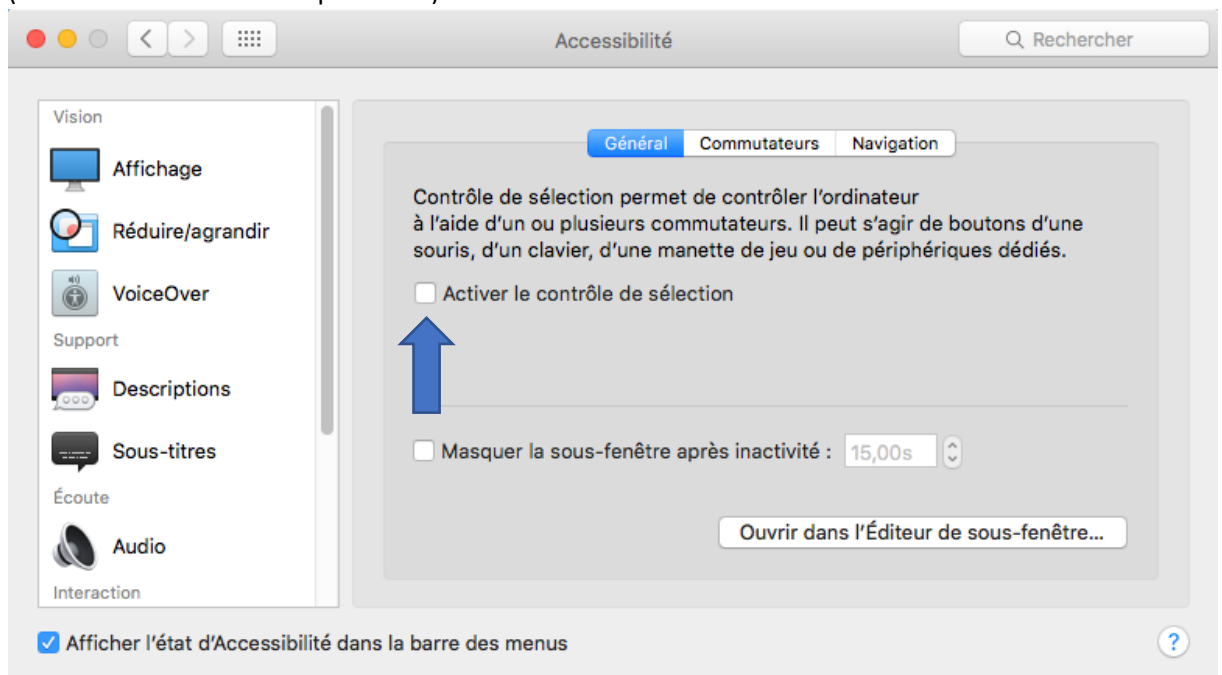 Accessibilité
Rechercher
Vision
Affichage
Réduire/agrandir
VoiceOver
Support
Descriptions
Sous-titres
Écoute
Audio
Interaction
Général Commutateurs Navigation
Contrôle de sélection permet de contrôler l’ordinateur
à l’aide d’un ou plusieurs commutateurs. Il peut s’agir de boutons d’une
souris, d’un clavier, d’une manette de jeu ou de périphériques dédiés.
Activer le contrôle de sélection
Masquer la sous-fenêtre après inactivité : 15,00s
Ouvrir dans l’Éditeur de sous-fenêtre...
Afficher l’état d’Accessibilité dans la barre des menus
?